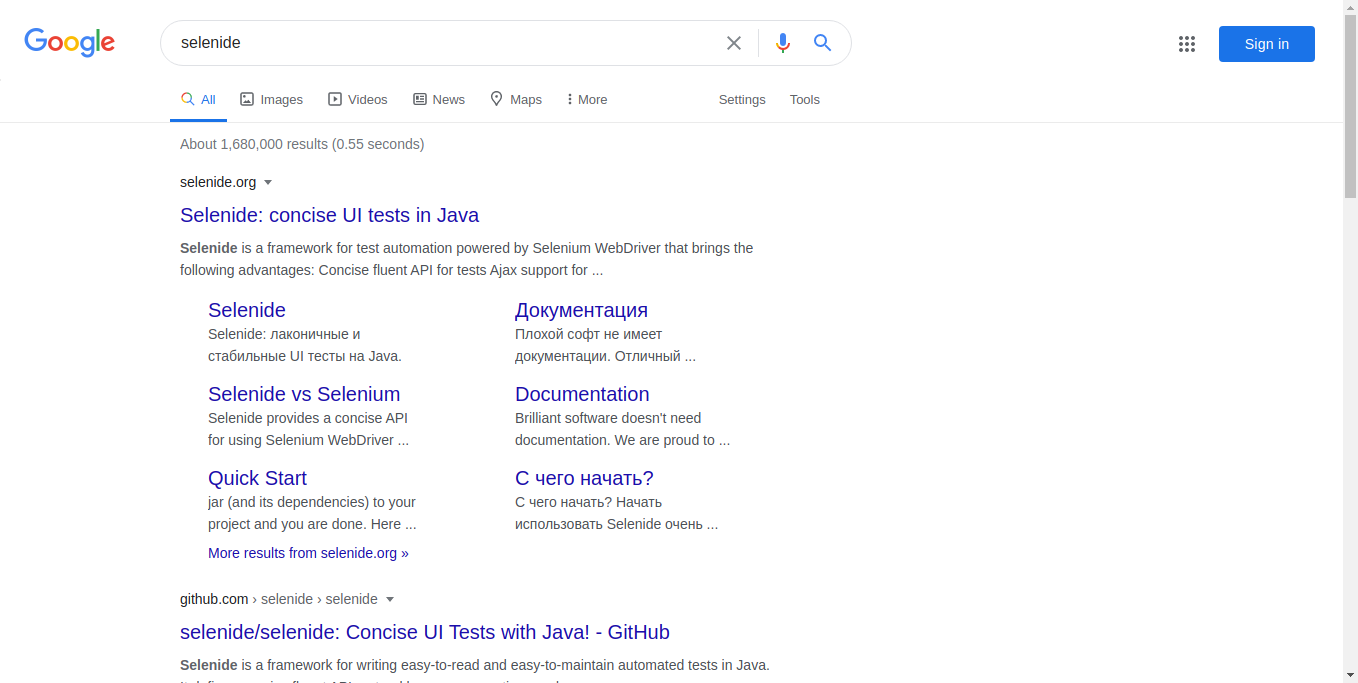 Google
selenide
Sign in
All Images Videos News Maps More Settings Tools
About 1,680,000 results (0.55 seconds)
selenide.org
Selenide: concise UI tests in Java
Selenide is a framework for test automation powered by Selenium WebDriver that brings the
following advantages: Concise fluent API for tests Ajax support for ...
Selenide
Selenide: лаконичные и
стабильные UI тесты на Java.
Документация
Плохой софт не имеет
документации. Отличный ...
Selenide vs Selenium
Selenide provides a concise API
for using Selenium WebDriver ...
Documentation
Brilliant software doesn't need
documentation. We are proud to ...
Quick Start
jar (and its dependencies) to your
project and you are done. Here ...
С чего начать?
С чего начать? Начать
использовать Selenide очень ...
More results from selenide.org »
github.com › selenide › selenide
selenide/selenide: Concise UI Tests with Java! - GitHub
Selenide is a framework for writing easy-to-read and easy-to-maintain automated tests in Java.